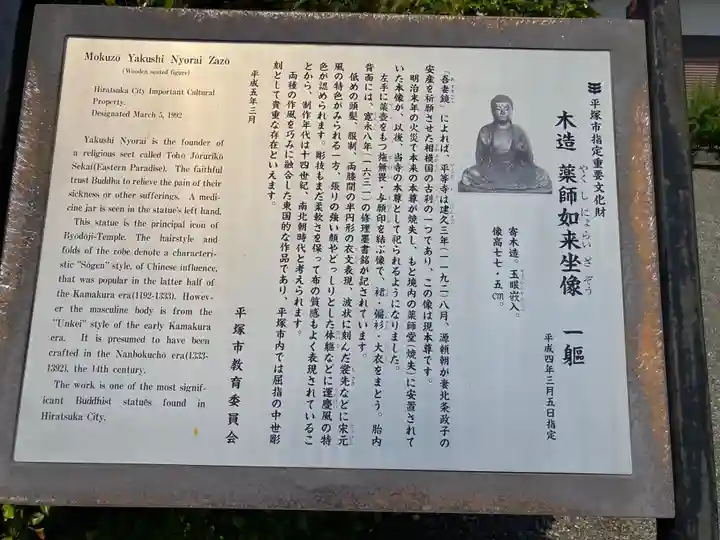 Mokuzō Yakushi Nyorai Zazō
(Wooden seated figure)
Hiratsuka City Important Cultural
Property.
Designated March 5, 1992
Yakushi Nyorai is the founder of
a religious sect called Toho Joruriko
Sekai(Eastern Paradise). The faithful
trust Buddha to relieve the pain of their
sickness or other sufferings. A medi-
cine jar is seen in the statue's left hand.
This statue is the principal icon of
Byodoji-Temple. The hairstyle and
folds of the robe denote a characteri-
stic "Sōgen" style, of Chinese influence,
that was popular in the latter half of
the Kamakura era(1192-1333). Howev-
er the masculine body is from the
"Unkei" style of the early Kamakura
era. It is presumed to have been
crafted in the Nanbokucho era(1333-
1392), the 14th century.
The work is one of the most signif-
icant Buddhist statues found in
Hiratsuka City.
平塚市指定重要文化財
木造 薬師如来坐像 一軀
やくしにょらいざぞう
平成四年三月五日指定
寄木造。玉眼嵌入。
像高七七・五㎝。
『吾妻鏡』によれば、平等寺は建久三年(一一九二)八月、源頼朝が妻北条政子の
安産を祈願させた相模国の古刹の一つであり、この像は現本尊です。
明治末年の火災で本来の本尊が焼失し、もと境内の薬師堂(焼失)に安置されて
いた本像が、以後、当寺の本尊として祀られるようになりました。
左手に薬壺をもつ施無畏・与願印を結ぶ像で、裙・偏衫・大衣をまとう。胎内
背面には、寛永八年(一六三一)の修理墨書銘が記されています。
低めの頭髪、服制、両膝間の半円形の衣文表現、波状に刻んだ裳先などに宋元
風の特色がみられる一方、張りの強い顔やどっしりとした体軀などに運慶風の特
色が認められます。彫技もまだ柔軟さを保って布の質感もよく表現されているこ
とから、制作年代は十四世紀、南北朝時代と考えられます。
両種の作風を巧みに融合した東国的な作品であり、平塚市内では屈指の中世彫
刻として貴重な存在といえます。
平成五年三月
平塚市教育委員会